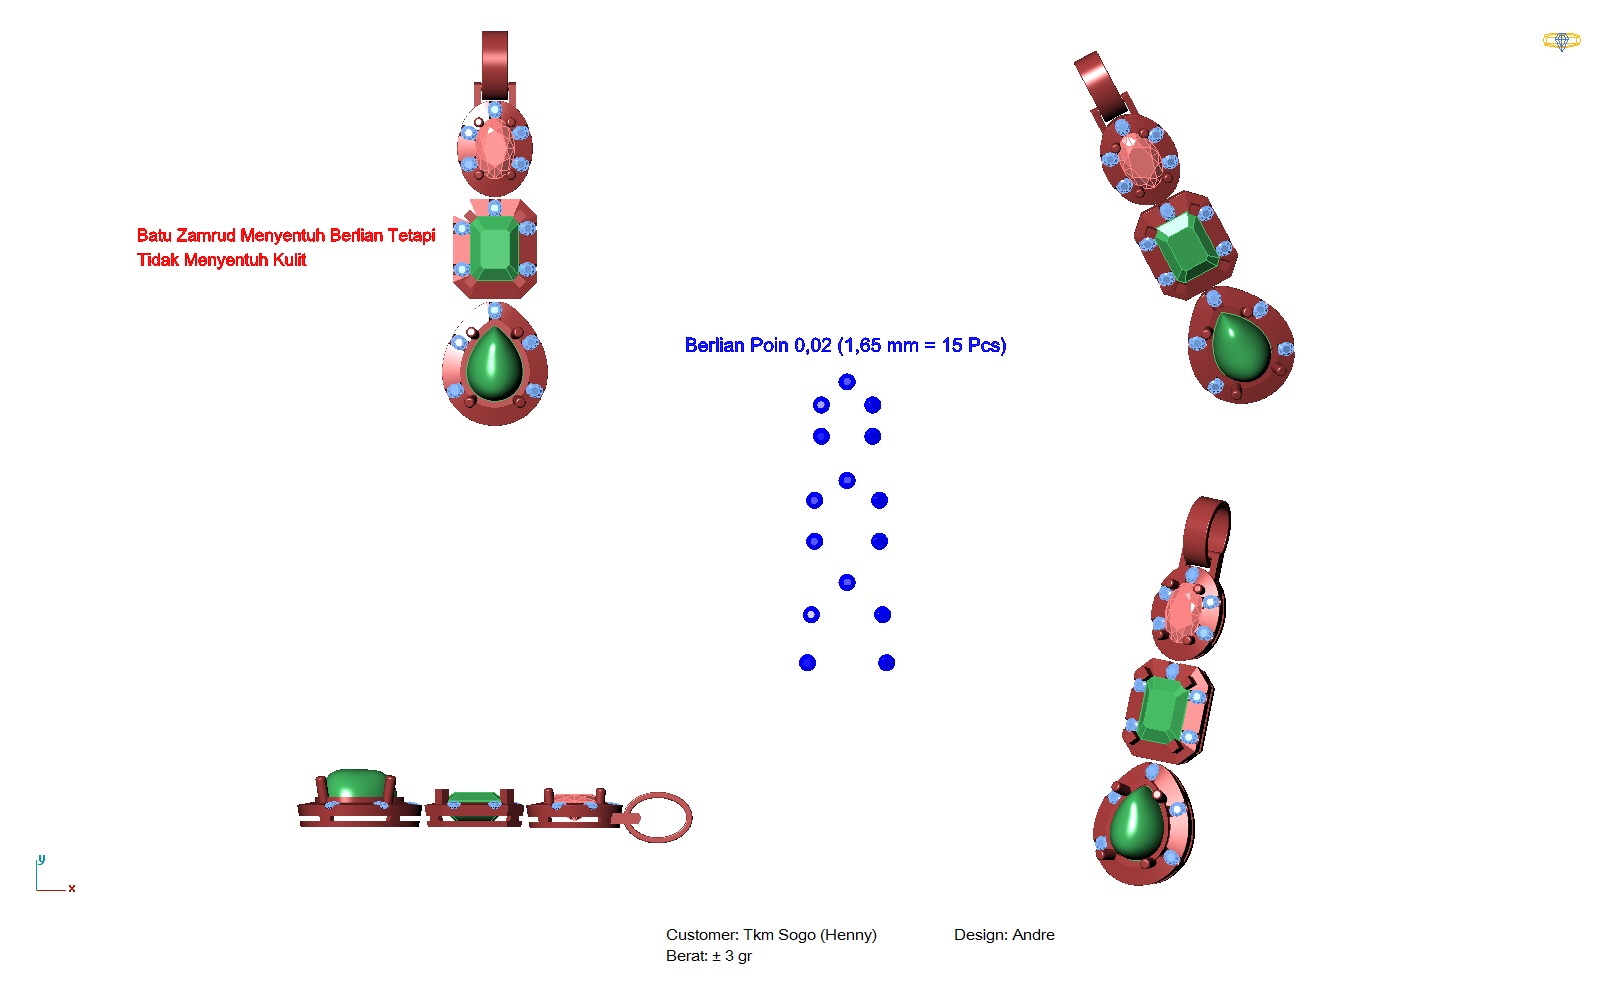 Batu Zamrud Menyentuh Berlian Tetapi
Tidak Menyentuh Kulit
Berlian Poin 0,02 (1,65 mm = 15 Pcs)
y
x
Customer: Tkm Sogo (Henny)
Design: Andre
Berat: ± 3 gr